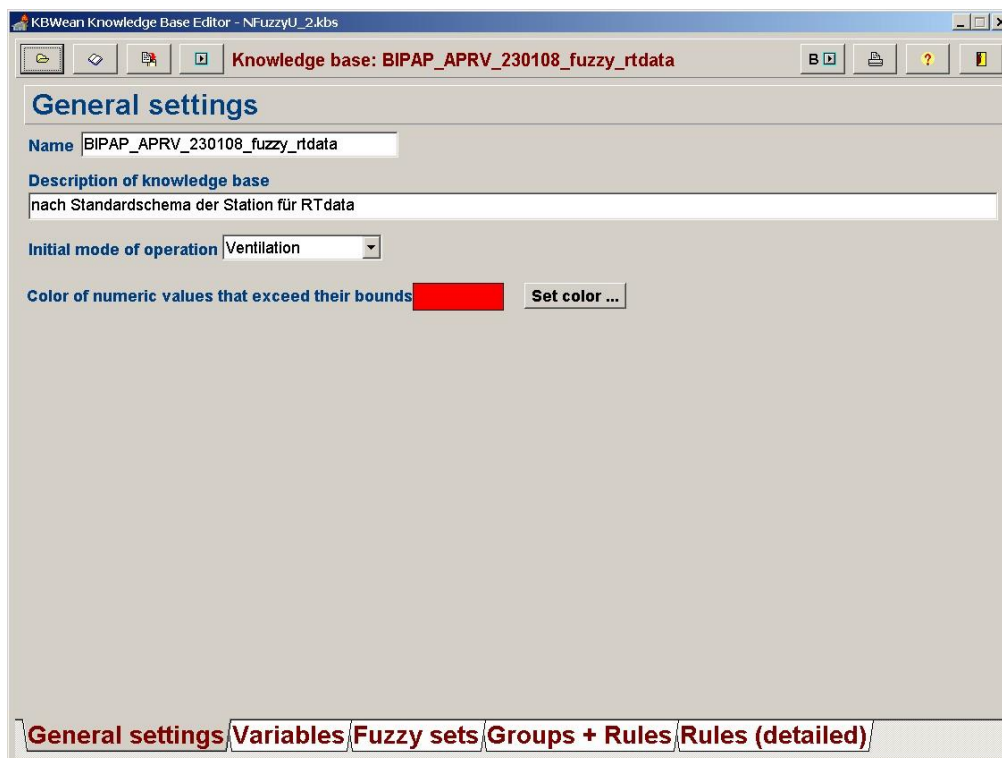 KBWean Knowledge Base Editor - NFuzzyU_2.kbs
Knowledge base: BIPAP_APRV_230108_fuzzy_rtdata
B
?
General settings
Name BIPAP_APRV_230108_fuzzy_rtdata
Description of knowledge base
nach Standardschema der Station für RTdata
Initial mode of operation Ventilation
Color of numeric values that exceed their bounds Set color ...
General settings Variables Fuzzy sets Groups + Rules Rules (detailed)